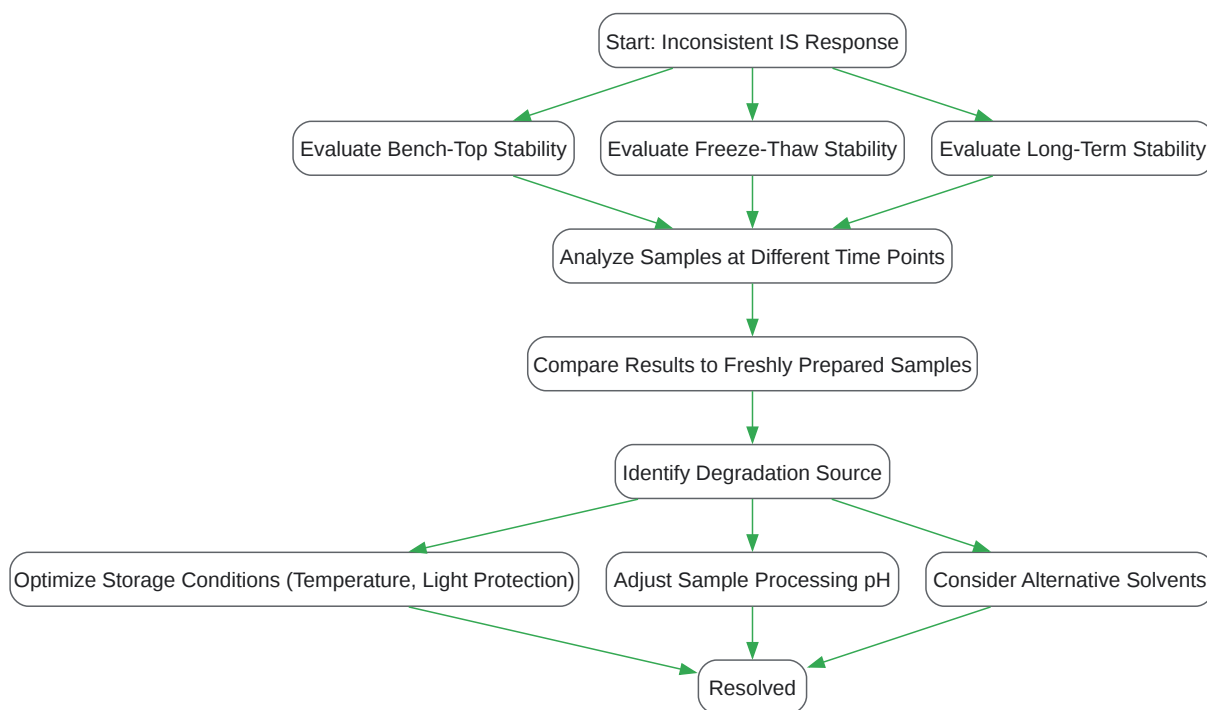 Start: Inconsistent IS Response
Evaluate Bench-Top Stability
Evaluate Freeze-Thaw Stability
Evaluate Long-Term Stability
Analyze Samples at Different Time Points
Compare Results to Freshly Prepared Samples
Identify Degradation Source
Optimize Storage Conditions (Temperature, Light Protection)
Adjust Sample Processing pH
Consider Alternative Solvents
Resolved